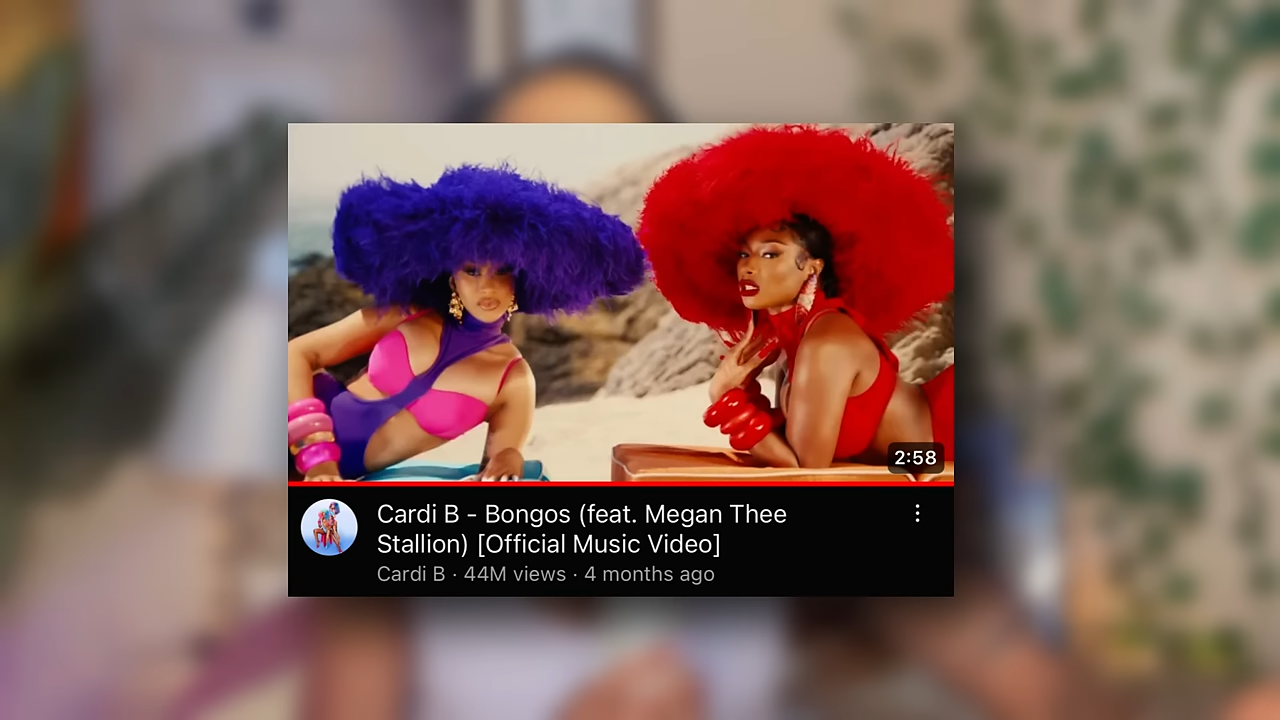 2:58
Cardi B - Bongos (feat. Megan Thee
Stallion) [Official Music Video]
Cardi B · 44M views · 4 months ago